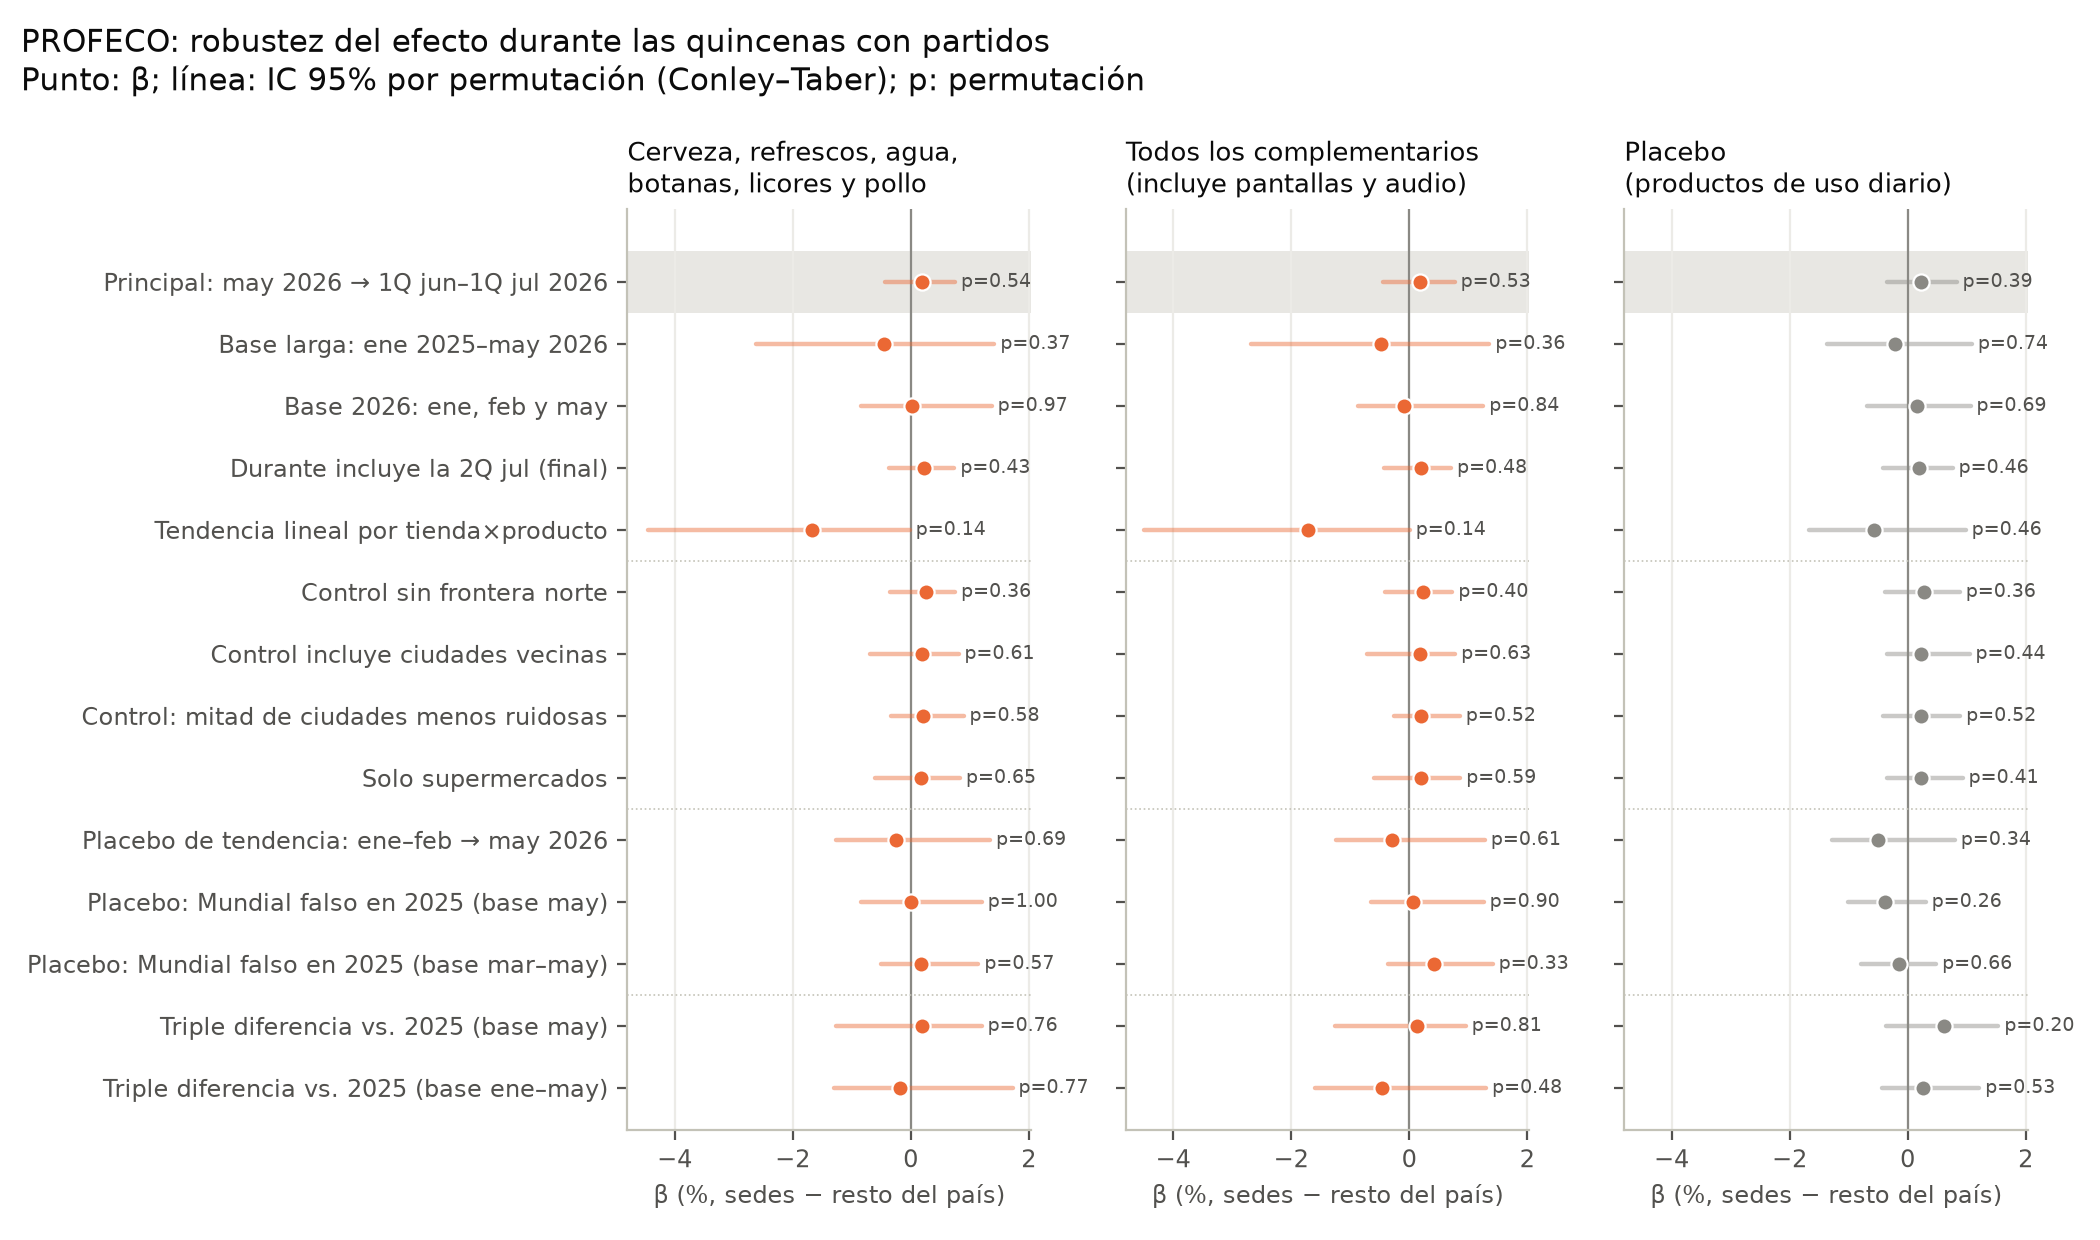 PROFECO: robustez del efecto durante las quincenas con partidos
Punto: β; línea: IC 95% por permutación (Conley–Taber); p: permutación
Cerveza, refrescos, agua,
botanas, licores y pollo
Todos los complementarios
(incluye pantallas y audio)
Placebo
(productos de uso diario)
Principal: may 2026 → 1Q jun–1Q jul 2026 p=0.54 p=0.53 p=0.39
Base larga: ene 2025–may 2026 p=0.37 p=0.36 p=0.74
Base 2026: ene, feb y may p=0.97 p=0.84 p=0.69
Durante incluye la 2Q jul (final) p=0.43 p=0.48 p=0.46
Tendencia lineal por tienda×producto p=0.14 p=0.14 p=0.46
Control sin frontera norte p=0.36 p=0.40 p=0.36
Control incluye ciudades vecinas p=0.61 p=0.63 p=0.44
Control: mitad de ciudades menos ruidosas p=0.58 p=0.52 p=0.52
Solo supermercados p=0.65 p=0.59 p=0.41
Placebo de tendencia: ene–feb → may 2026 p=0.69 p=0.61 p=0.34
Placebo: Mundial falso en 2025 (base may) p=1.00 p=0.90 p=0.26
Placebo: Mundial falso en 2025 (base mar–may) p=0.57 p=0.33 p=0.66
Triple diferencia vs. 2025 (base may) p=0.76 p=0.81 p=0.20
Triple diferencia vs. 2025 (base ene–may) p=0.77 p=0.48 p=0.53
−4 −2 0 2 −4 −2 0 2 −4 −2 0 2
β (%, sedes − resto del país) β (%, sedes − resto del país) β (%, sedes − resto del país)